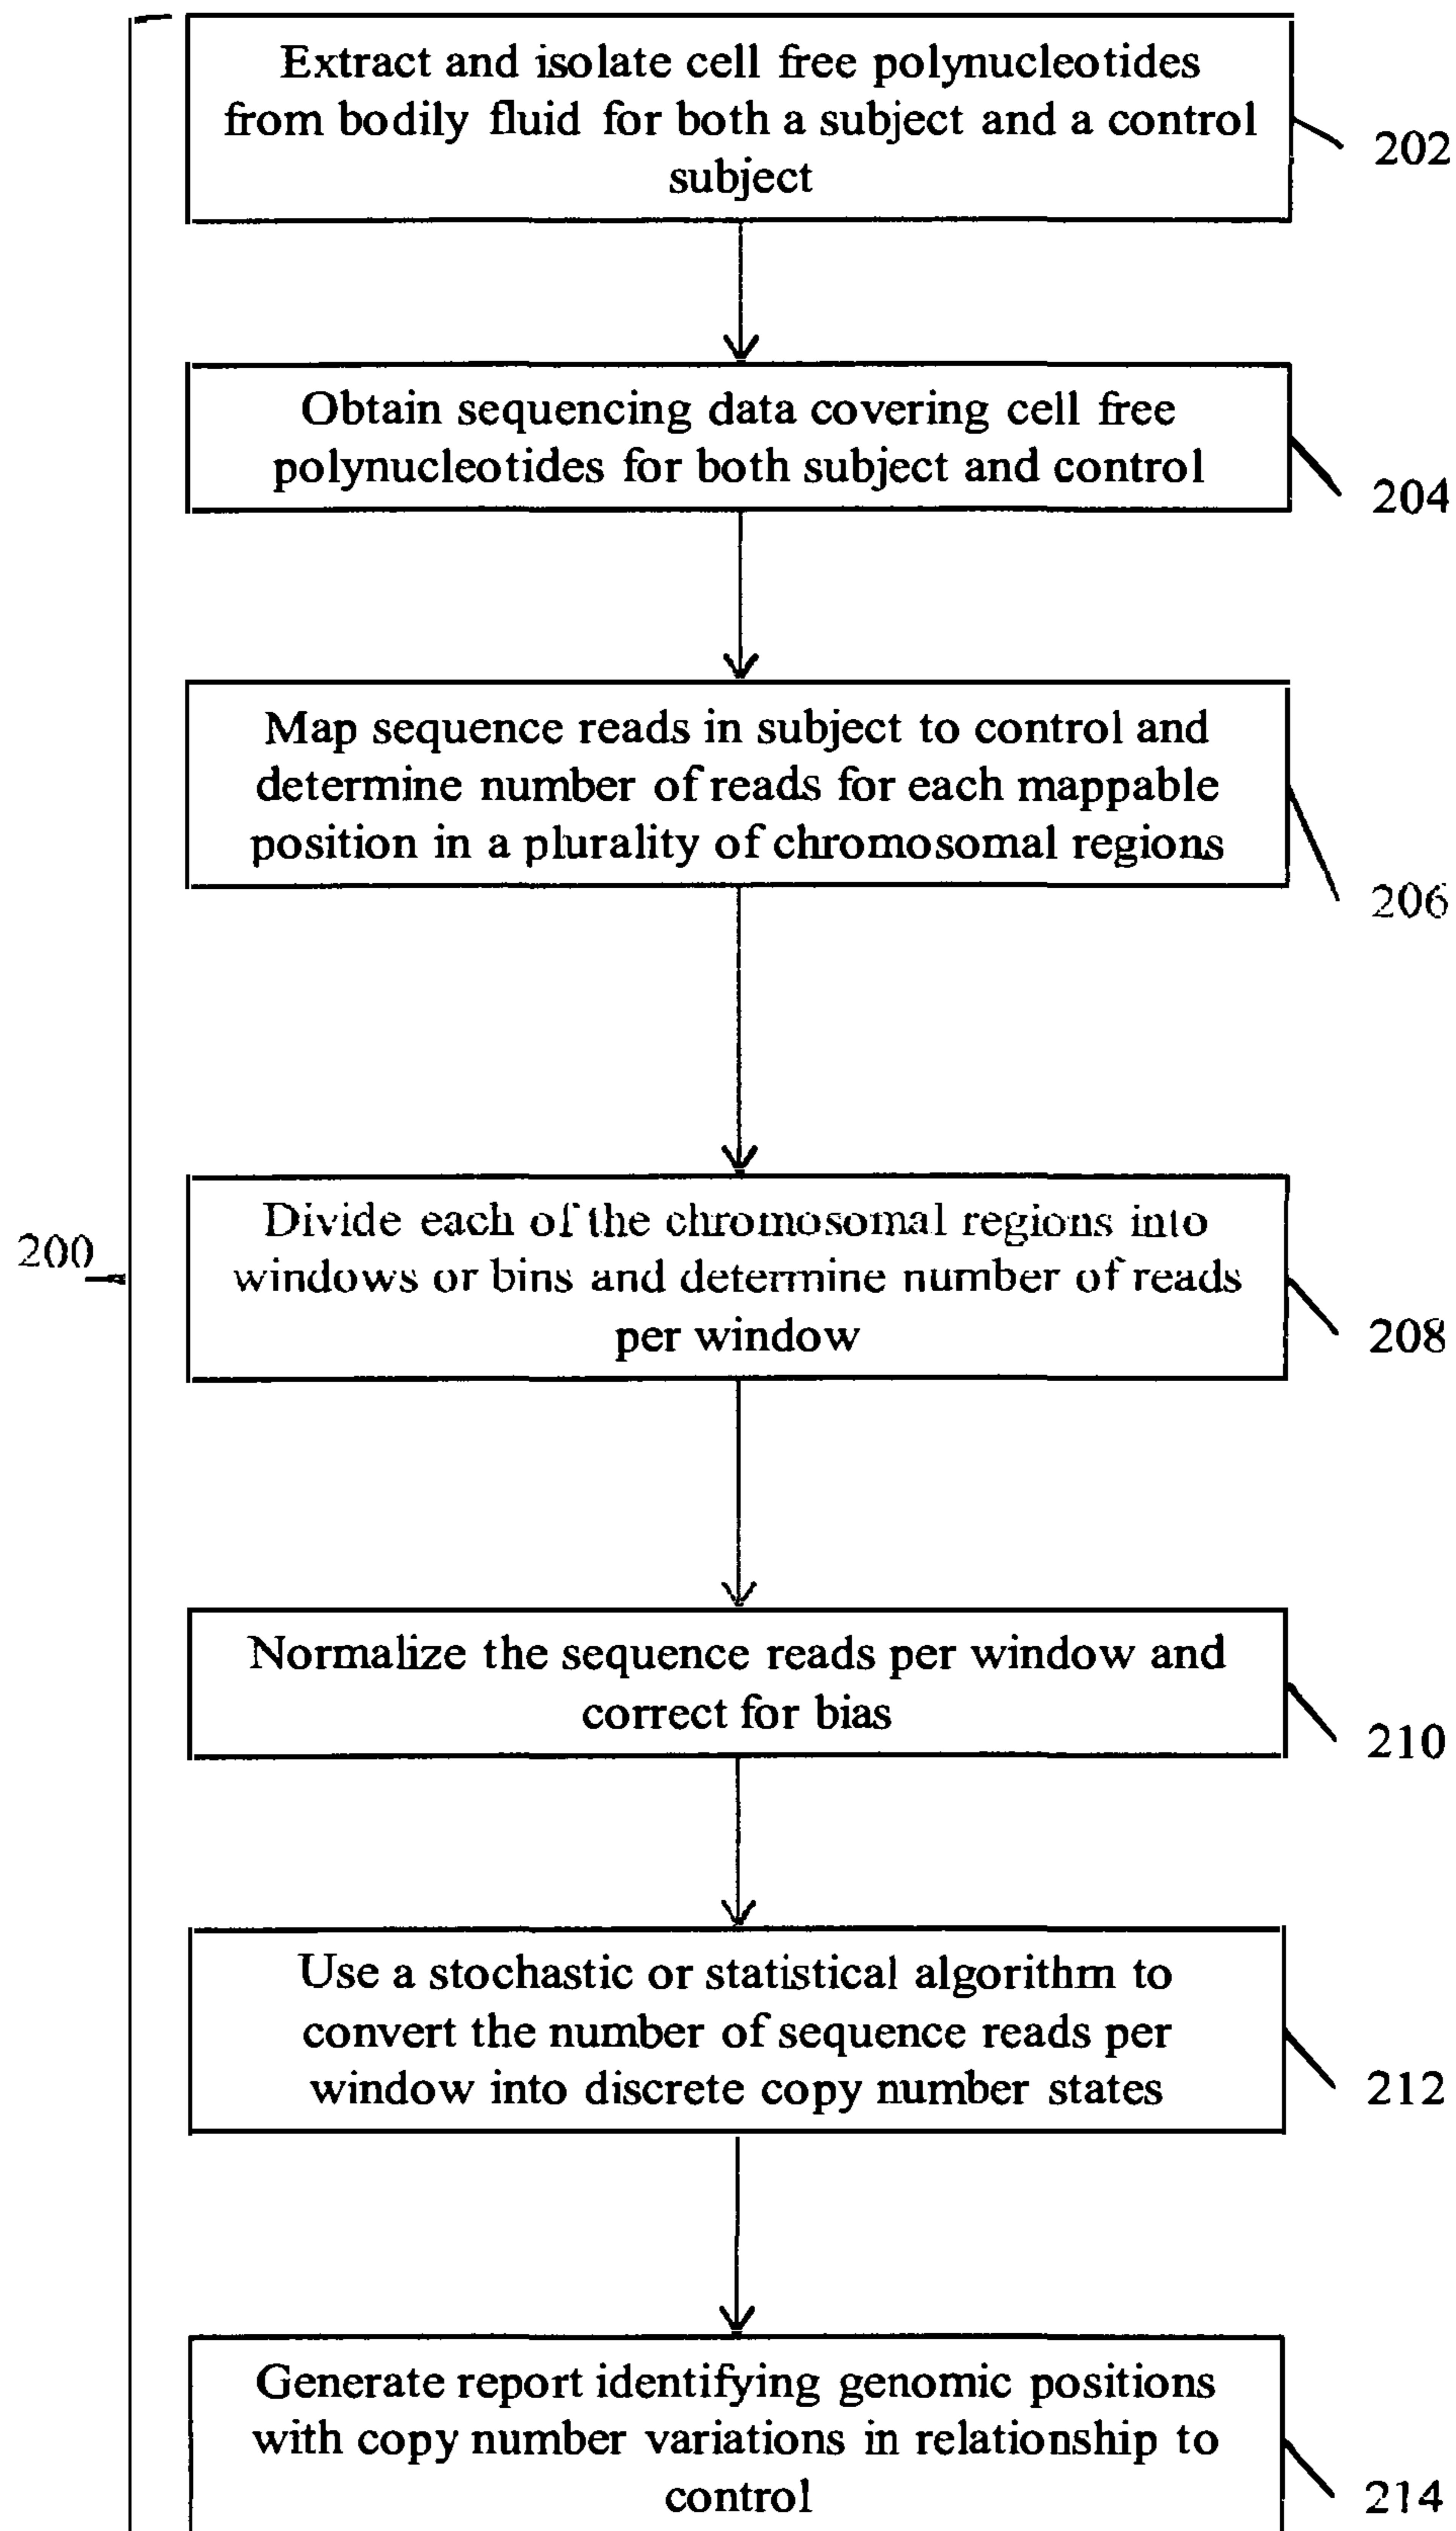 Extract and isolate cell free polynucleotides
from bodily fluid for both a subject and a control
subject
202
Obtain sequencing data covering cell free
polynucleotides for both subject and control
204
Map sequence reads in subject to control and
determine number of reads for each mappable
position in a plurality of chromosomal regions
206
Divide each of the chromosomal regions into
windows or bins and determine number of reads
per window
200
208
Normalize the sequence reads per window and
correct for bias
210
Use a stochastic or statistical algorithm to
convert the number of sequence reads per
window into discrete copy number states
212
Generate report identifying genomic positions
with copy number variations in relationship to
control
214